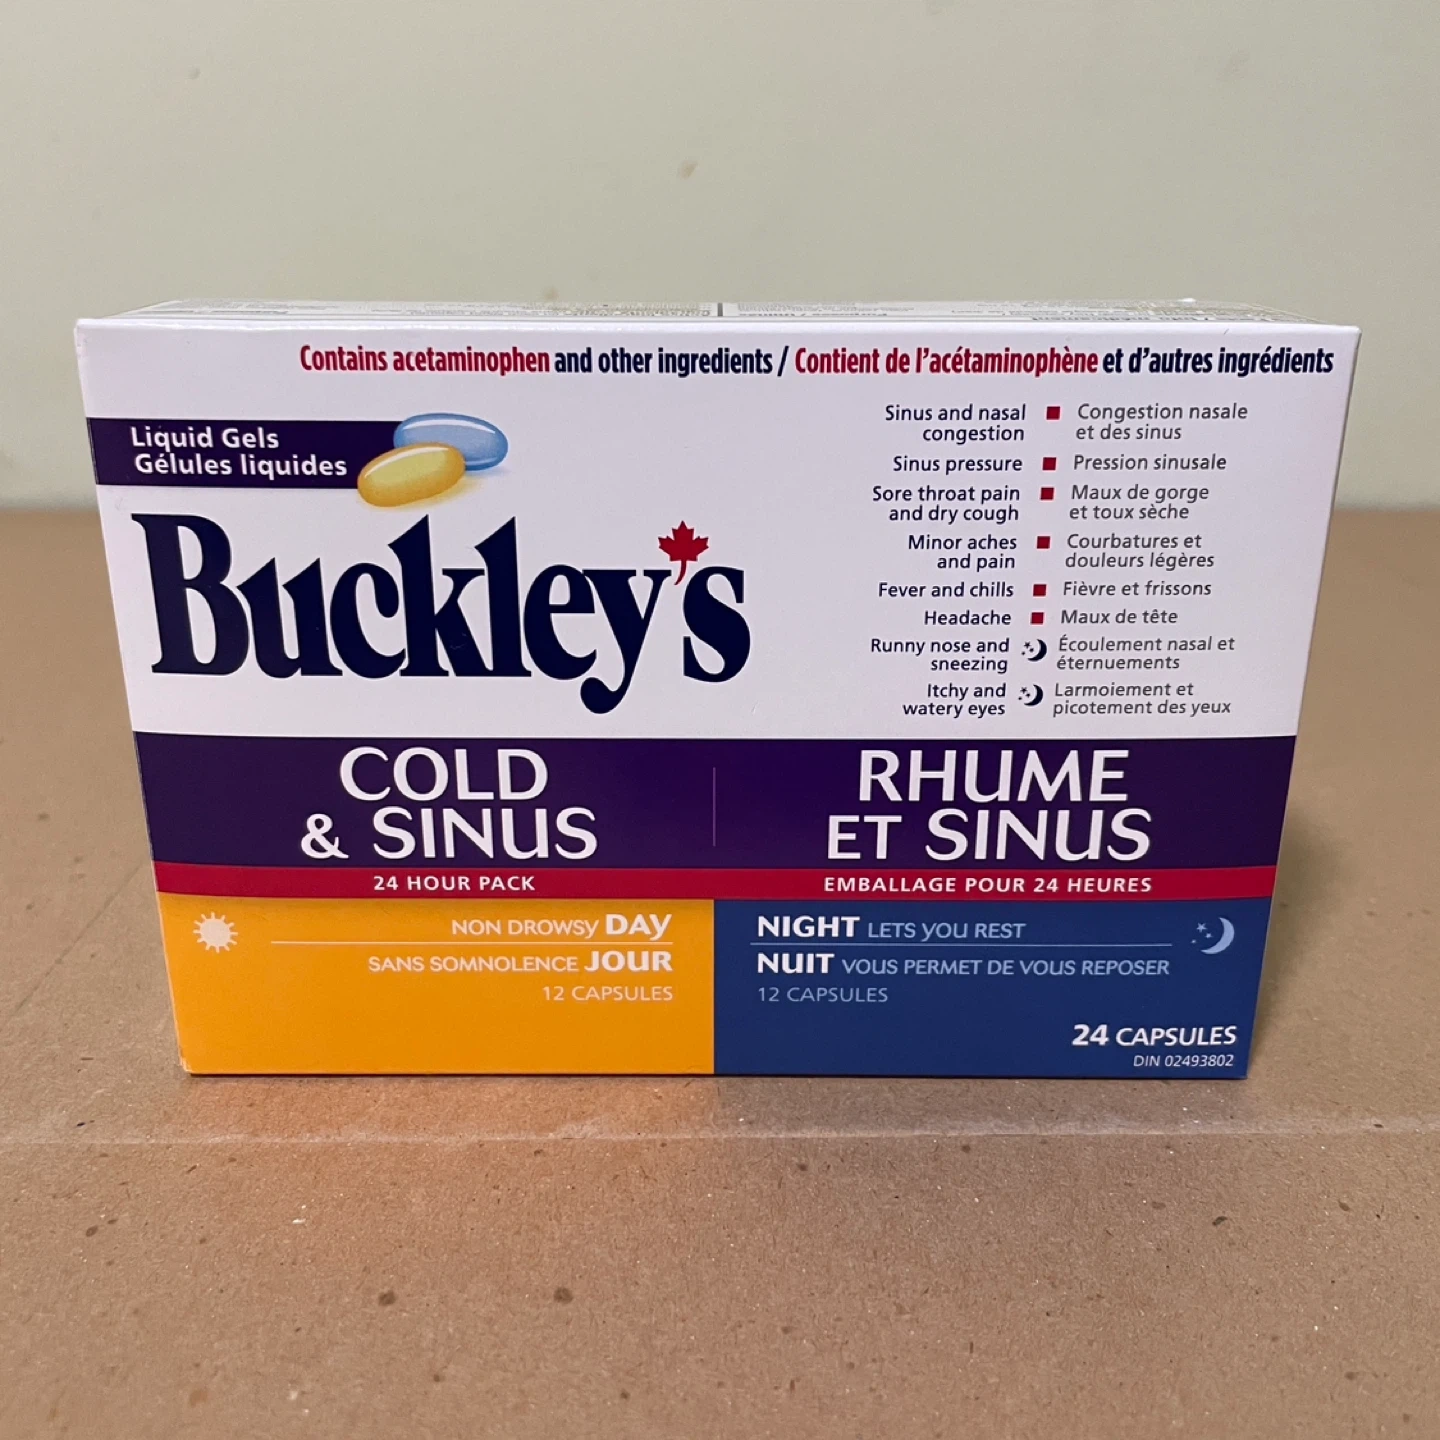 Contains acetaminophen and other ingredients / Contient de l'acétaminophène et d'autres ingrédients
Liquid Gels
Gélules liquides
Buckley's
Sinus and nasal
congestion
Congestion nasale
et des sinus
Sinus pressure
Pression sinusale
Sore throat pain
and dry cough
Maux de gorge
et toux sèche
Minor aches
and pain
Courbatures et
douleurs légères
Fever and chills
Fièvre et frissons
Headache
Maux de tête
Runny nose and
sneezing
Écoulement nasal et
éternuements
Itchy and
watery eyes
Larmoiement et
picotement des yeux
COLD
& SINUS
24 HOUR PACK
RHUME
ET SINUS
EMBALLAGE POUR 24 HEURES
NON DROWSY DAY
SANS SOMNOLENCE JOUR
12 CAPSULES
NIGHT LETS YOU REST
NUIT VOUS PERMET DE VOUS REPOSER
12 CAPSULES
24 CAPSULES
DIN 02493802